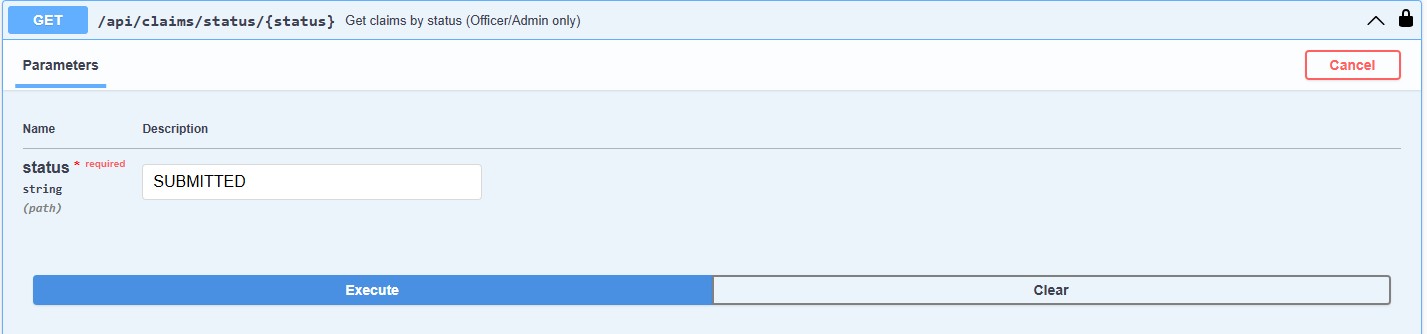 GET /api/claims/status/{status} Get claims by status (Officer/Admin only)
Parameters Cancel
Name Description
status * required
string
(path)
SUBMITTED
Execute Clear